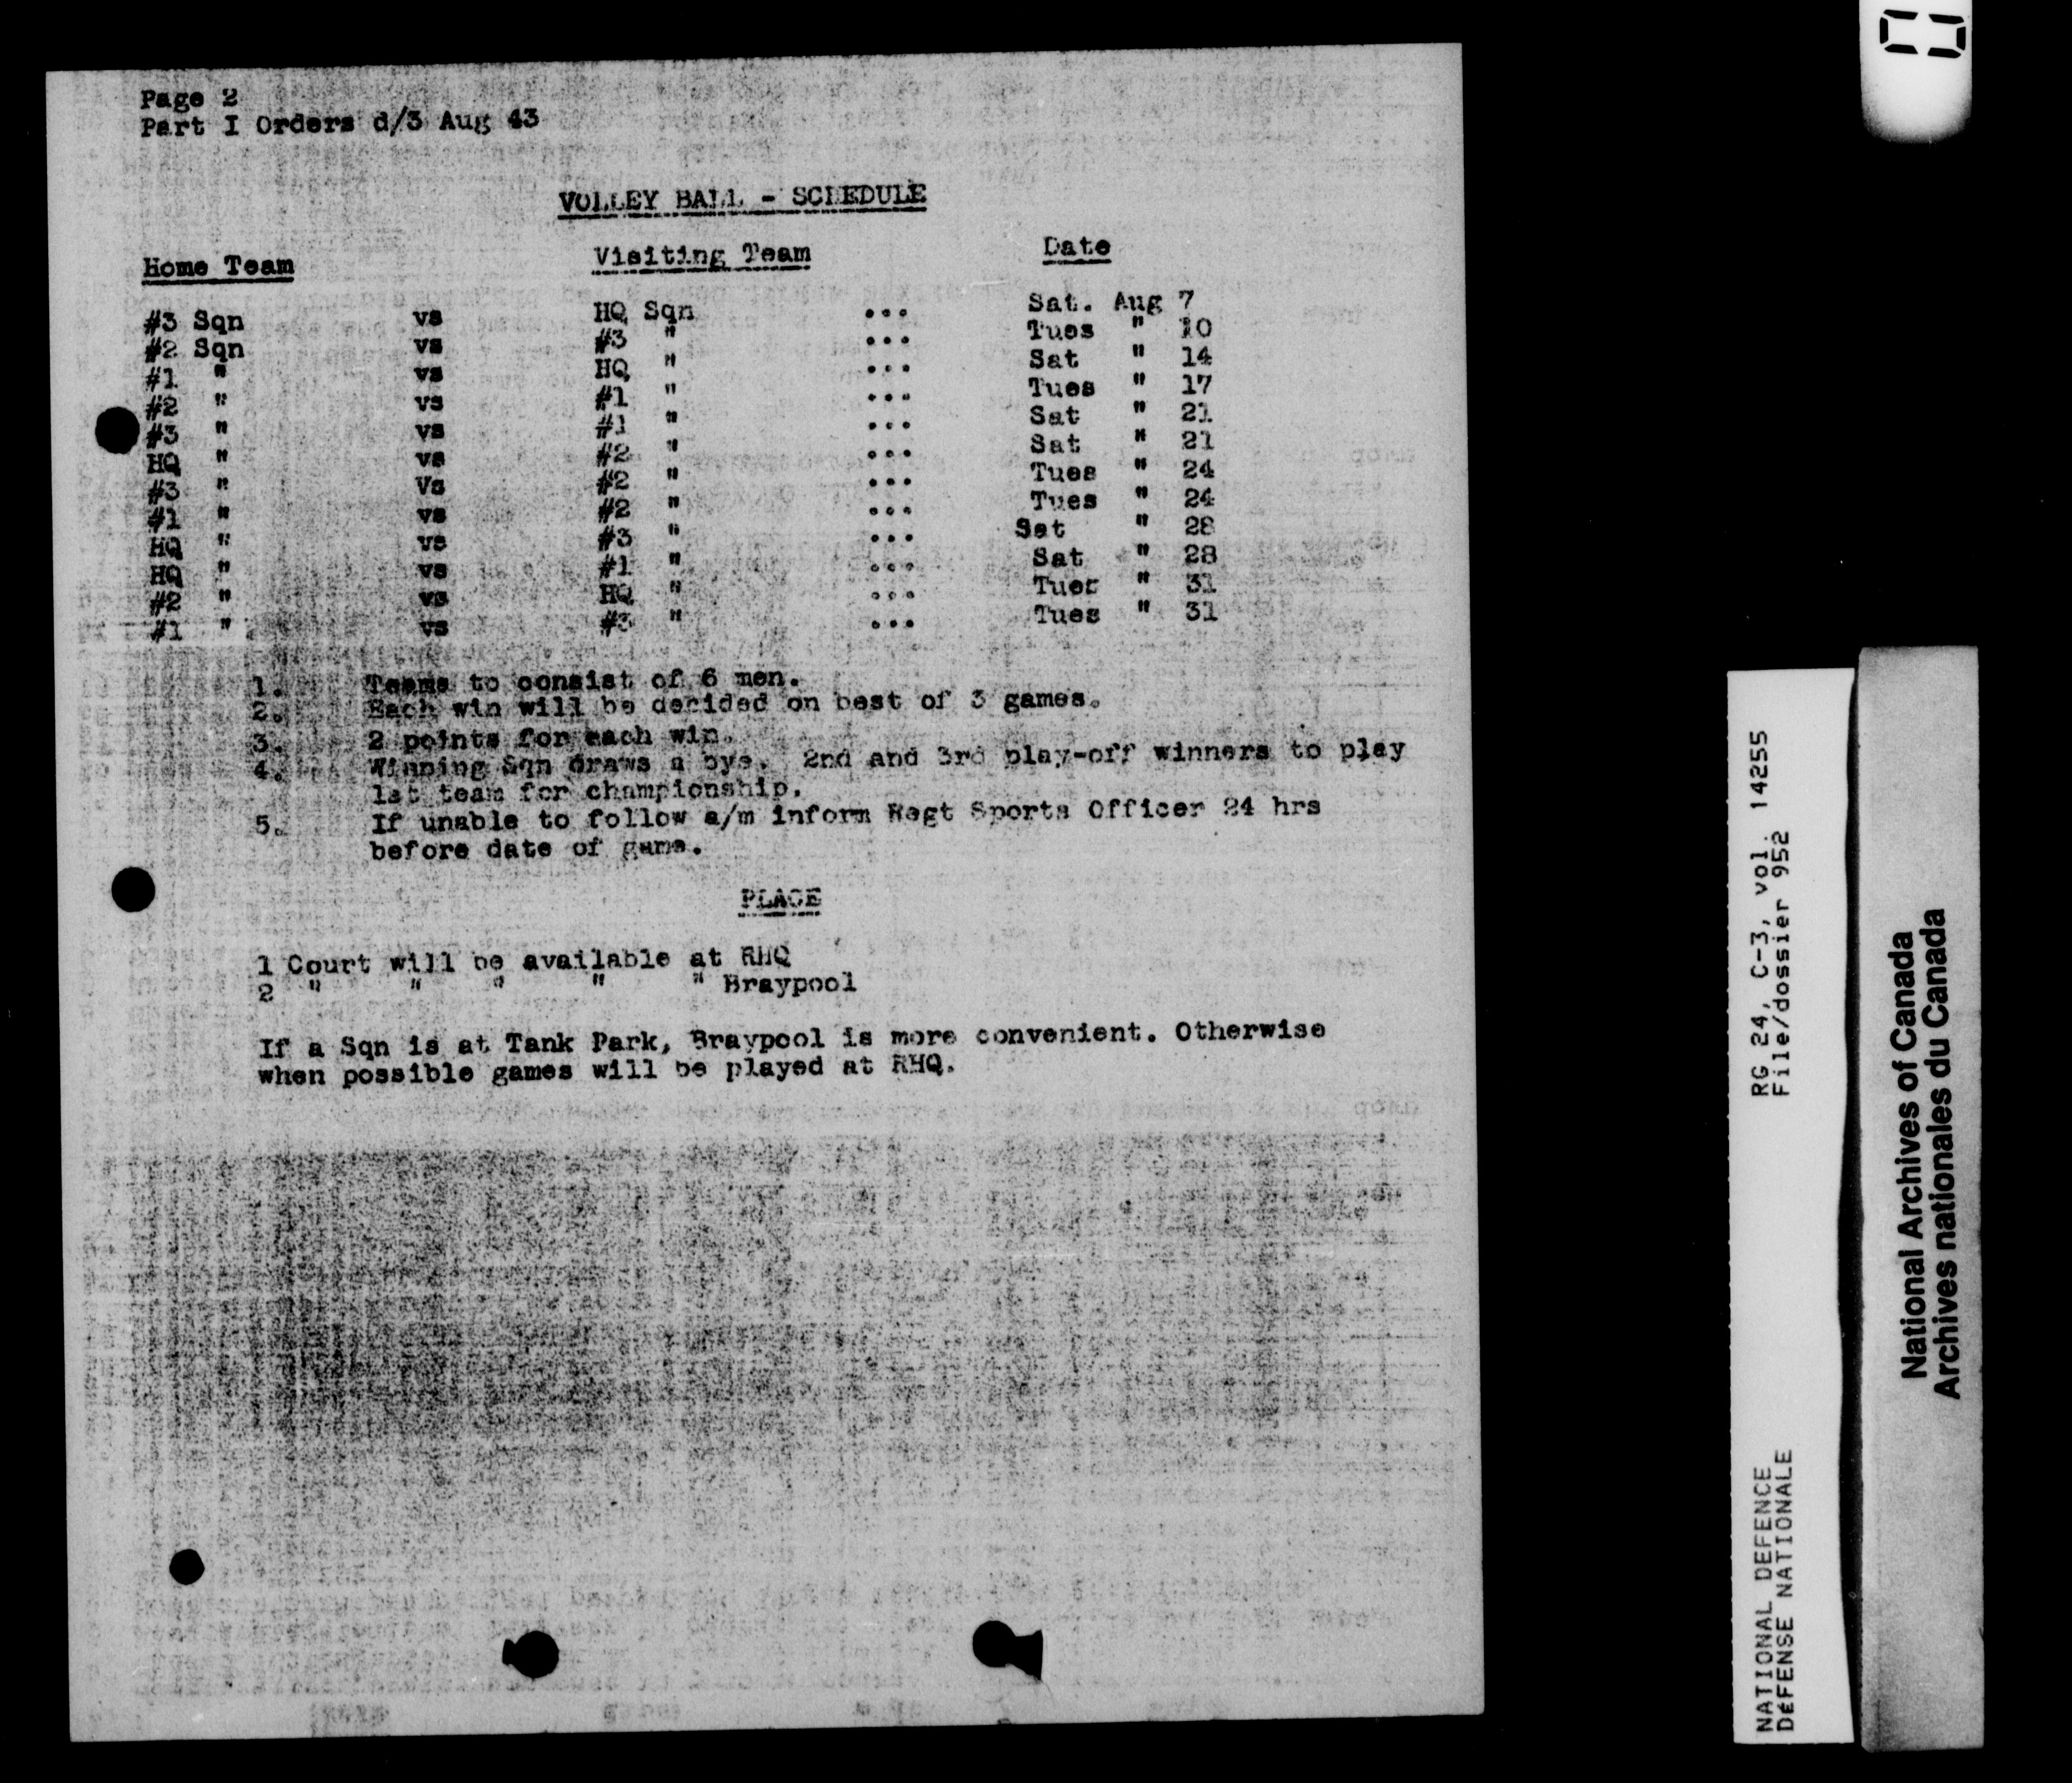 Page 2
Part I Orders d/3 Aug 43
VOLLEY BALL - SCHEDULE
Home Team Visiting Team Date
#3 Sqn vs HQ Sqn ... Sat. Aug 7
#2 Sqn vs #3 " ... Tues " 10
#1 " vs HQ " ... Sat " 14
#2 " vs #1 " ... Tues " 17
#3 " vs #1 " ... Sat " 21
HQ " vs #2 " ... Sat " 21
#3 " Vs #2 " ... Tues " 24
#1 " vs #2 " ... Tues " 24
HQ " vs #3 " ... Sat " 28
HQ " vs #1 " ... Sat " 28
#2 " vs HQ " ... Tues " 31
#1 " vs #3 " ... Tues " 31
1. Teams to consist of 6 men.
2. Each win will be decided on best of 3 games.
3. 2 points for each win.
4. Winning Sqn draws a bye. 2nd and 3rd play-off winners to play
1st team for championship.
5. If unable to follow a/m inform Regt Sports Officer 24 hrs
before date of game.
PLACE
1 Court will be available at RHQ
2 " " " " " Braypool
If a Sqn is at Tank Park, Braypool is more convenient. Otherwise
when possible games will be played at RHQ.
NATIONAL DEFENCE RG 24, C-3, vol. 14255
DéFENSE NATIONALE File/dossier 952
National Archives of Canada
Archives nationales du Canada